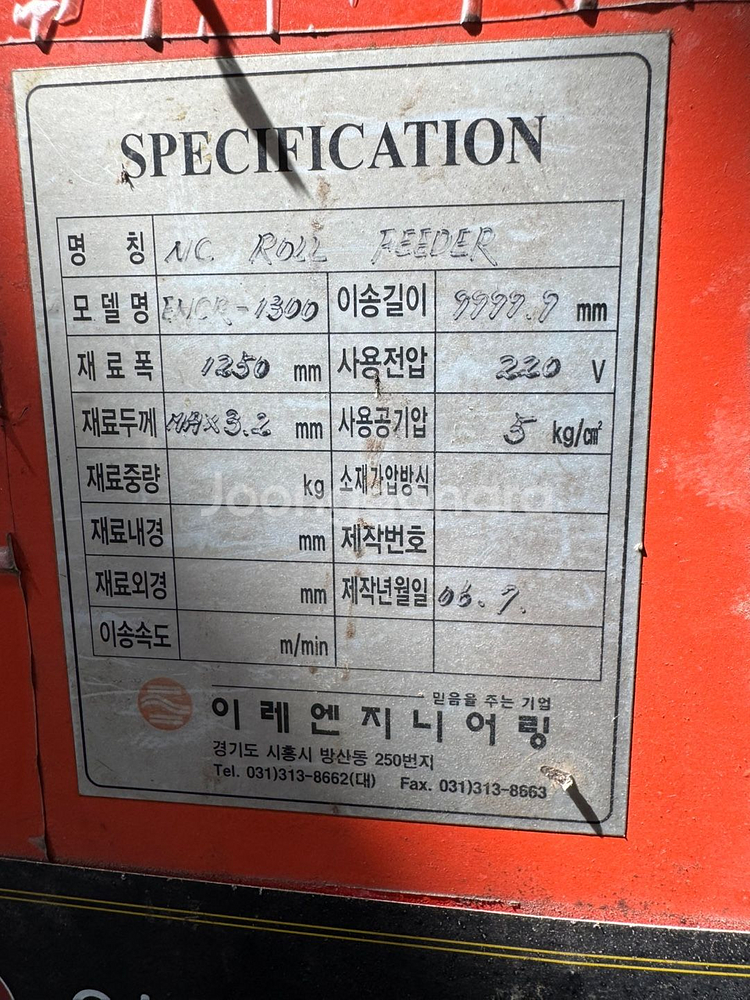 SPECIFICATION
명 칭 NC ROLL FEEDER
모델명 ENCR-1300 이송길이 9999.9 mm
재료폭 1250 mm 사용전압 220 V
재료두께 MAX 3.2 mm 사용공기압 5 kg/㎠
재료중량 kg 소재가압방식
재료내경 mm 제작번호
재료외경 mm 제작년월일 06. 9.
이송속도 m/min
믿음을 주는 기업
이레엔지니어링
경기도 시흥시 방산동 250번지
Tel. 031)313-8662(대) Fax. 031)313-8663